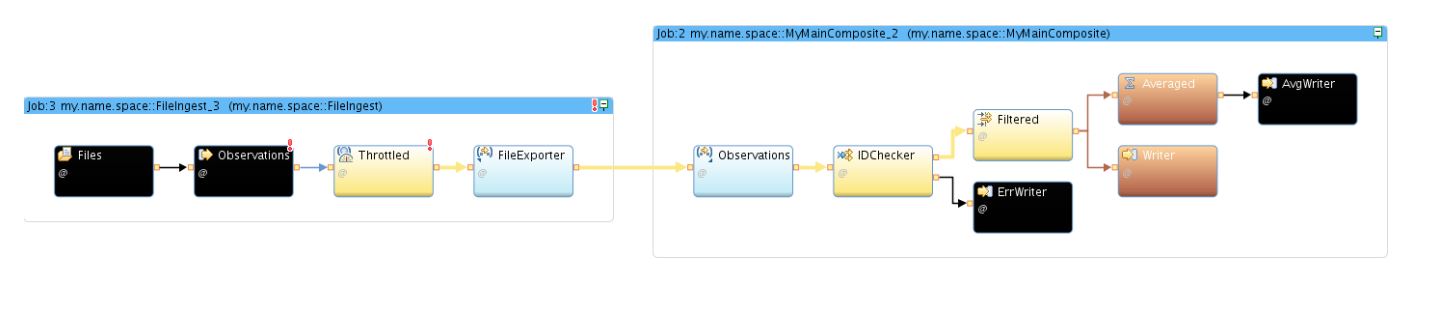 Job:2 my.name.space::MyMainComposite_2 (my.name.space::MyMainComposite)
Job:3 my.name.space::FileIngest_3 (my.name.space::FileIngest)
Files
@
Observations
@
Throttled
@
FileExporter
@
Observations
@
IDChecker
@
Filtered
@
ErrWriter
@
Averaged
@
Writer
@
AvgWriter
@